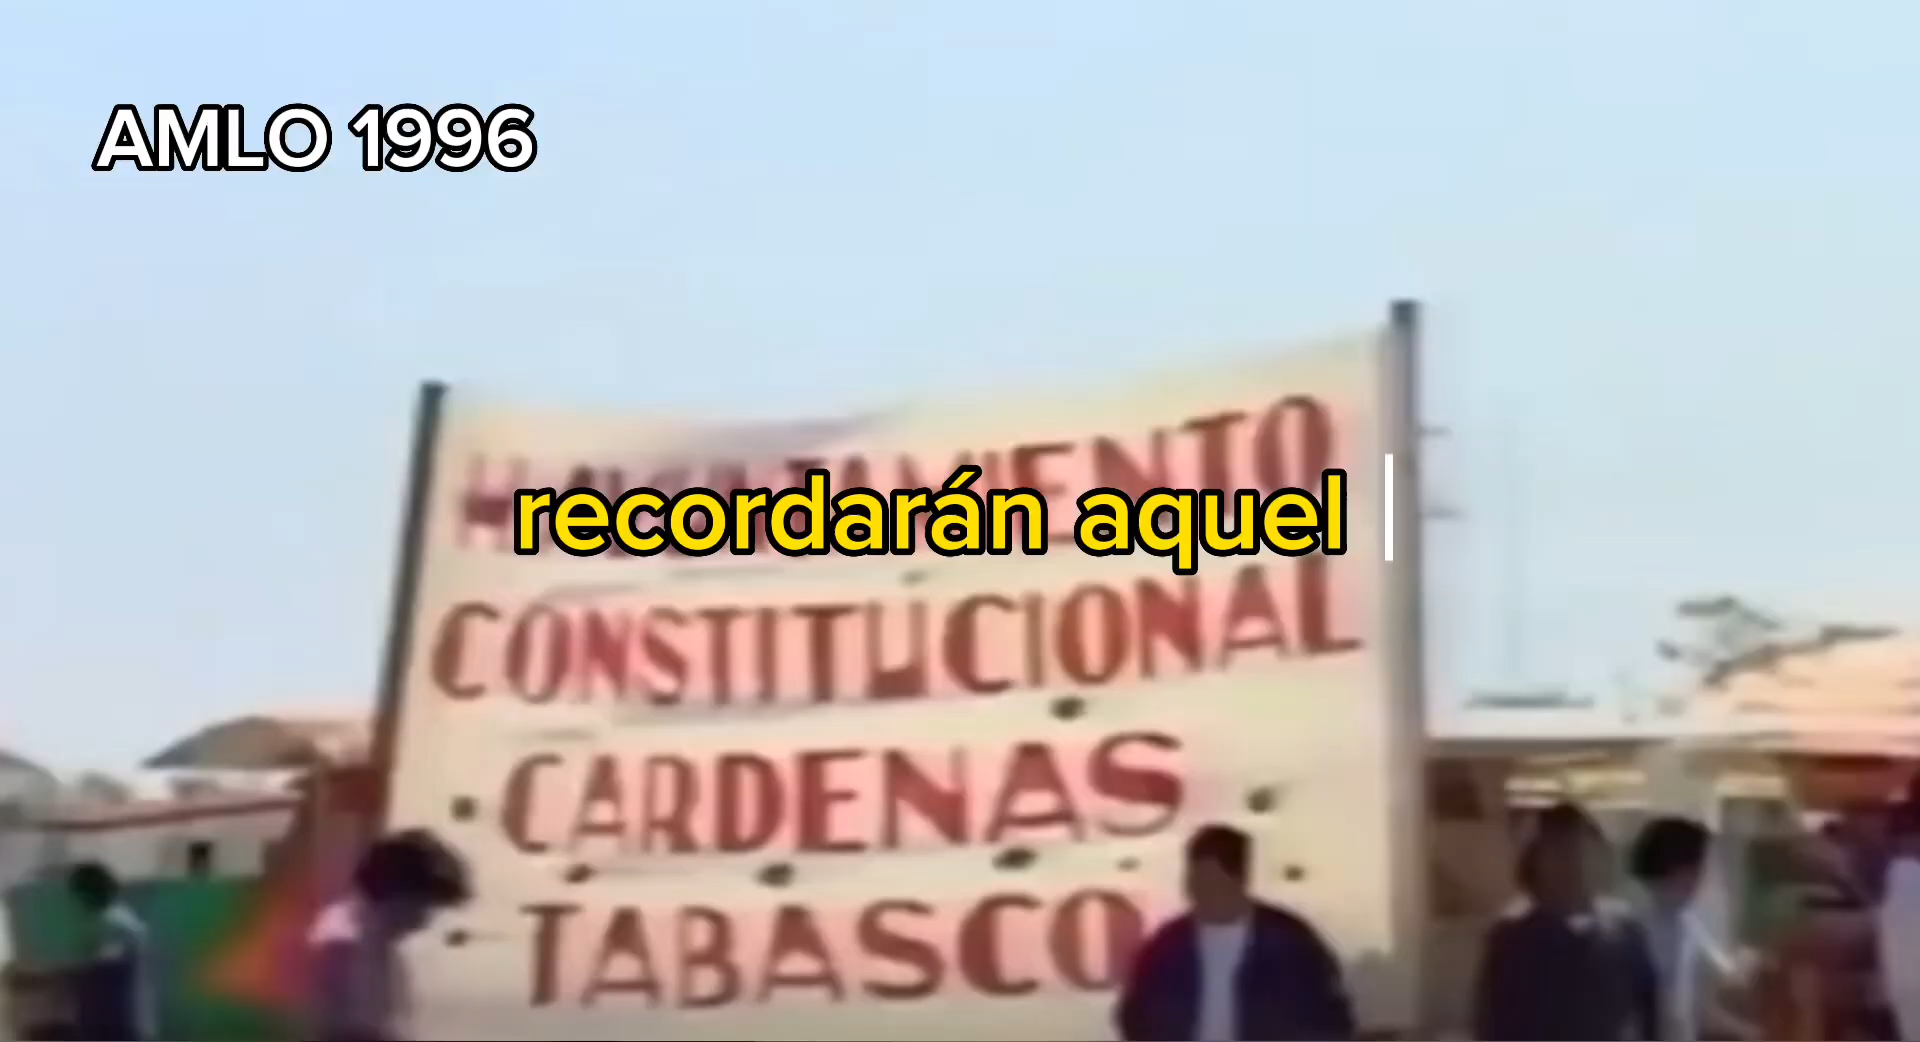 AMLO 1996
recordarán aquel
CONSTITUCIONAL
CARDENAS
TABASCO